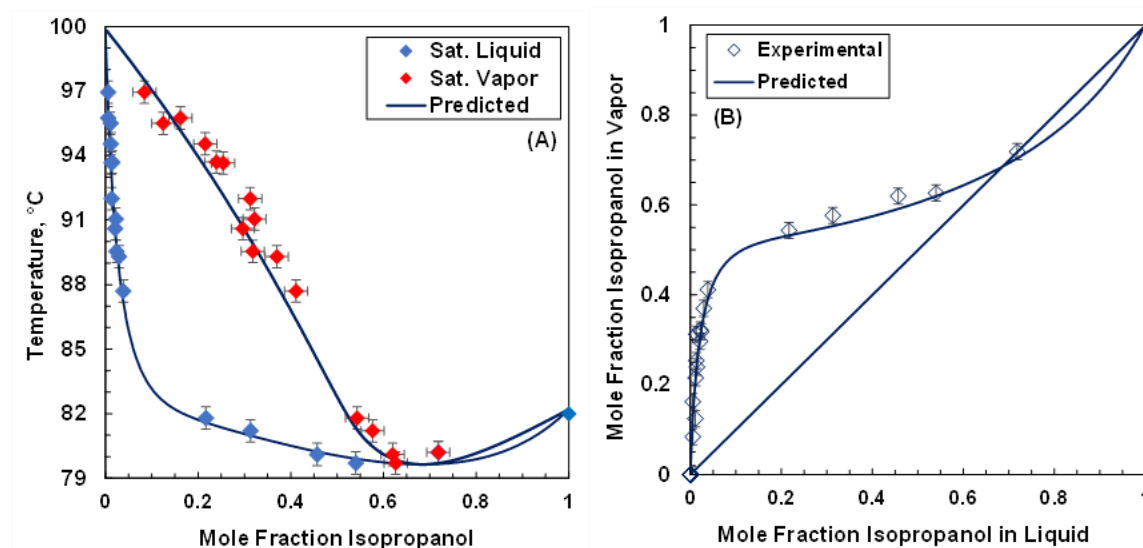 100
97
94
91
88
85
82
79
0
0.2
0.4
0.6
0.8
1
Temperature, °C
Mole Fraction Isopropanol
Sat. Liquid
Sat. Vapor
Predicted
(A)
1
0.8
0.6
0.4
0.2
0
0
0.2
0.4
0.6
0.8
1
Mole Fraction Isopropanol in Vapor
Mole Fraction Isopropanol in Liquid
Experimental
Predicted
(B)